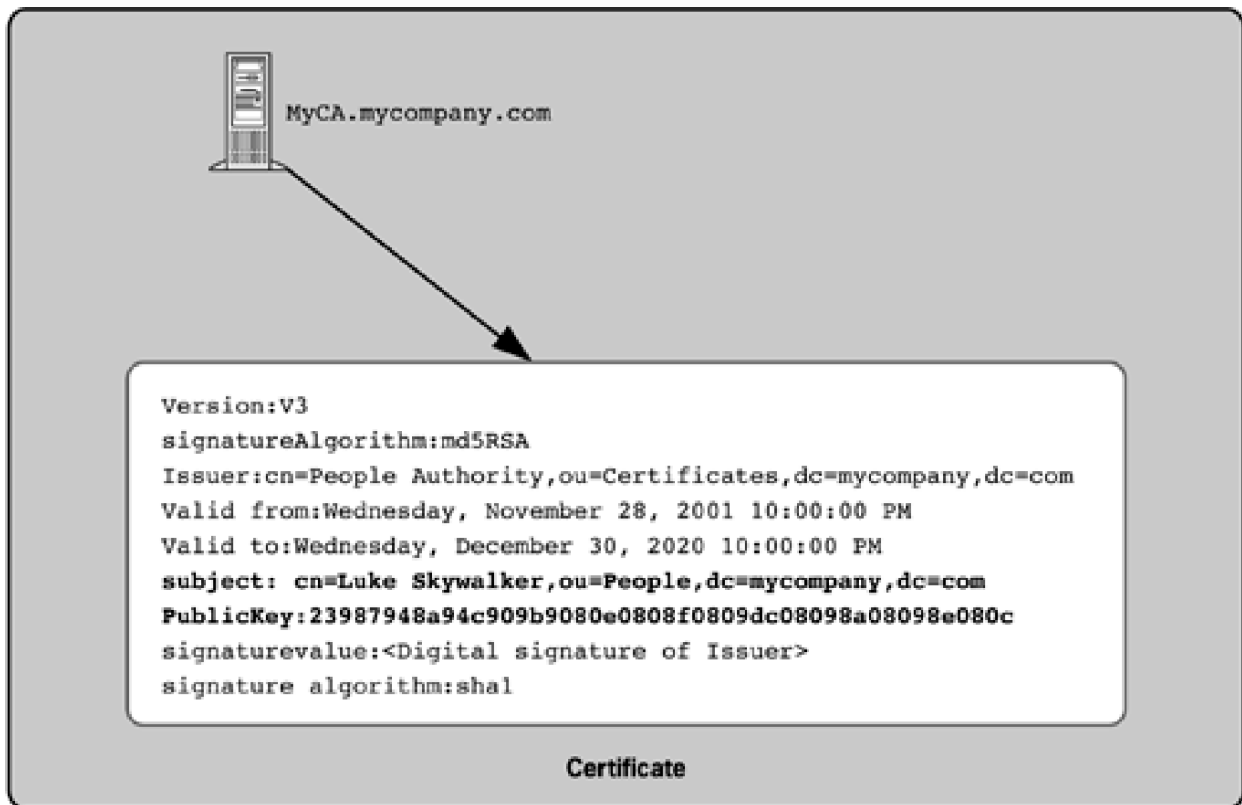 MyCA.mycompany.com
Version:V3
signatureAlgorithm:md5RSA
Issuer:cn=People Authority,ou=Certificates,dc=mycompany,dc=com
Valid from:Wednesday, November 28, 2001 10:00:00 PM
Valid to:Wednesday, December 30, 2020 10:00:00 PM
subject: cn=Luke Skywalker,ou=People,dc=mycompany,dc=com
PublicKey:23987948a94c909b9080e0808f0809dc08098a08098e080c
signaturevalue:<Digital signature of Issuer>
signature algorithm:sha1
Certificate